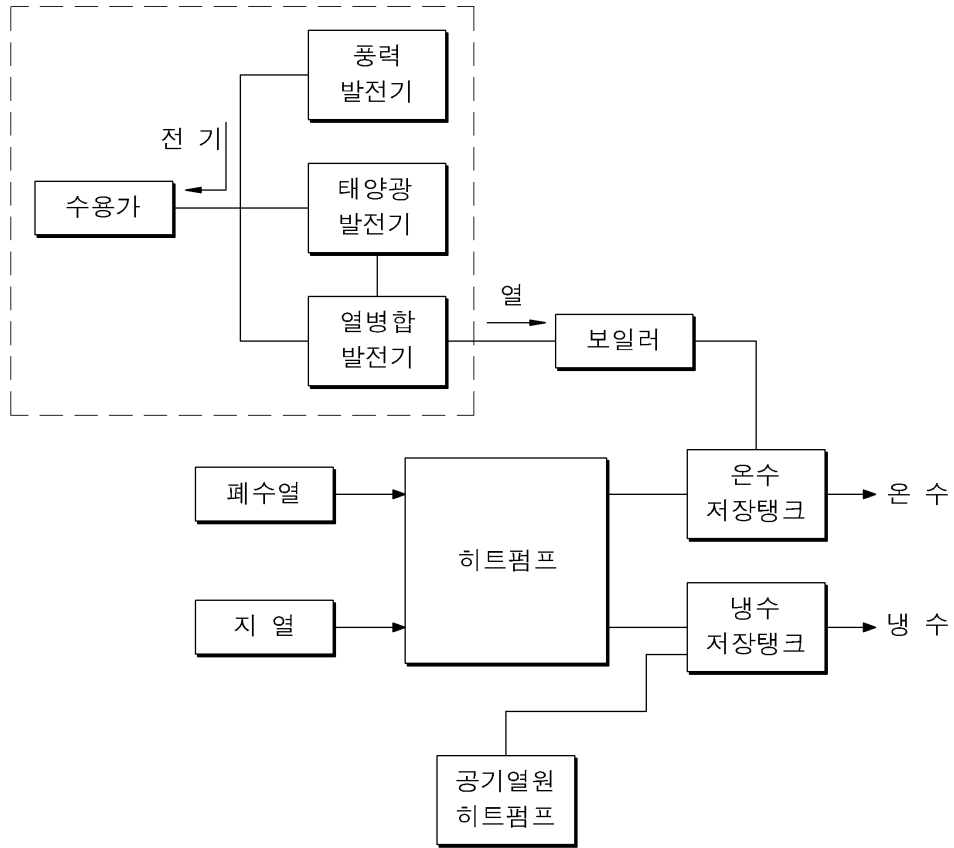 풍력
발전기
전 기
수용가
태양광
발전기
열병합
발전기
열
보일러
폐수열
지 열
히트펌프
온수
저장탱크
온 수
냉수
저장탱크
냉 수
공기열원
히트펌프